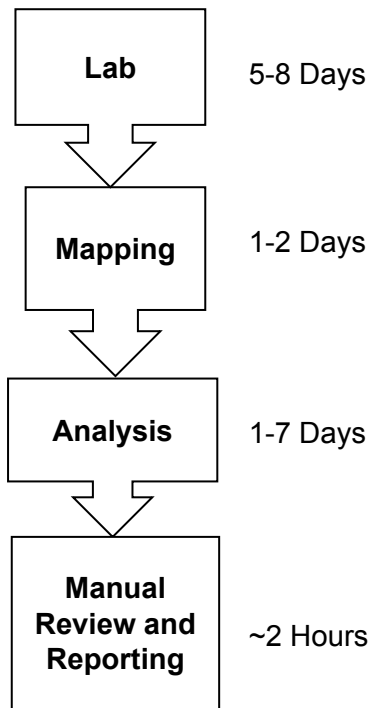 Lab
5-8 Days
Mapping
1-2 Days
Analysis
1-7 Days
Manual
Review and
Reporting
~2 Hours